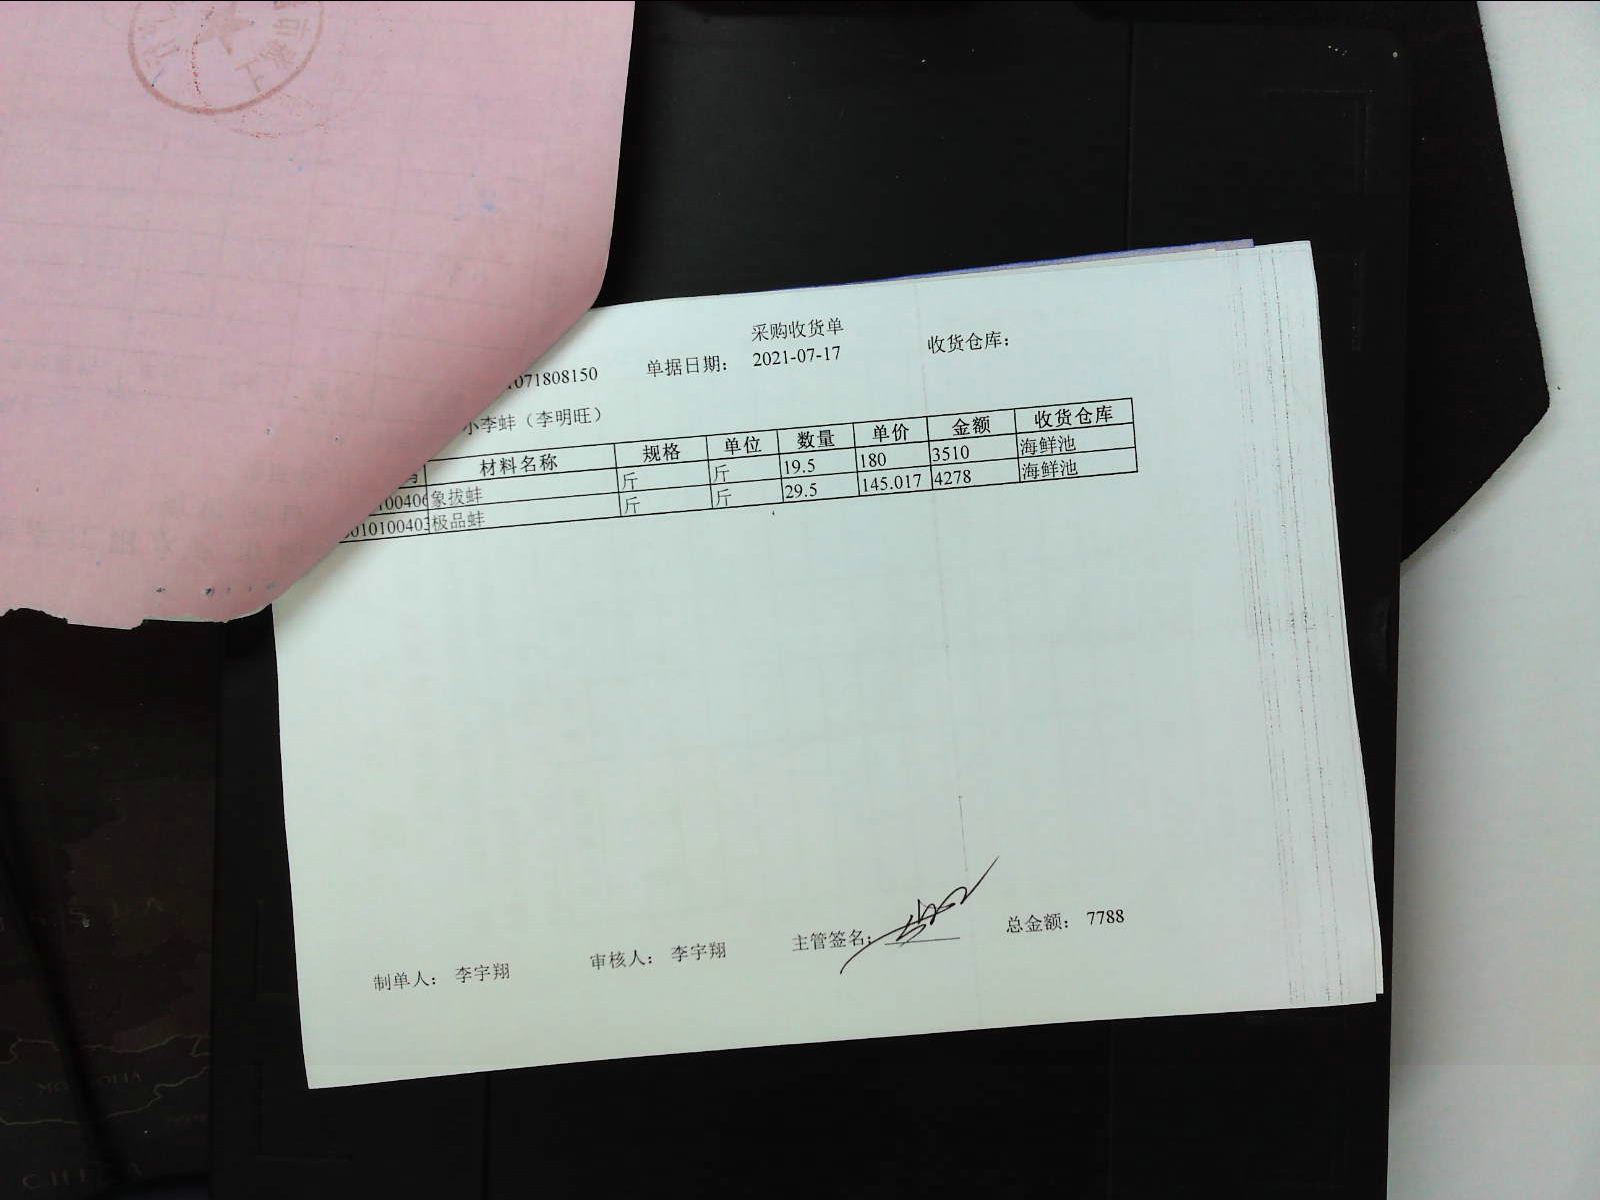 采购收货单
1071808150 单据日期： 2021-07-17 收货仓库：
小李蚌（李明旺）
材料名称 规格 单位 数量 单价 金额 收货仓库
100406 象拔蚌 斤 斤 19.5 180 3510 海鲜池
010100403 极品蚌 斤 斤 29.5 145.017 4278 海鲜池
制单人： 李宇翔 审核人： 李宇翔 主管签名： 总金额： 7788